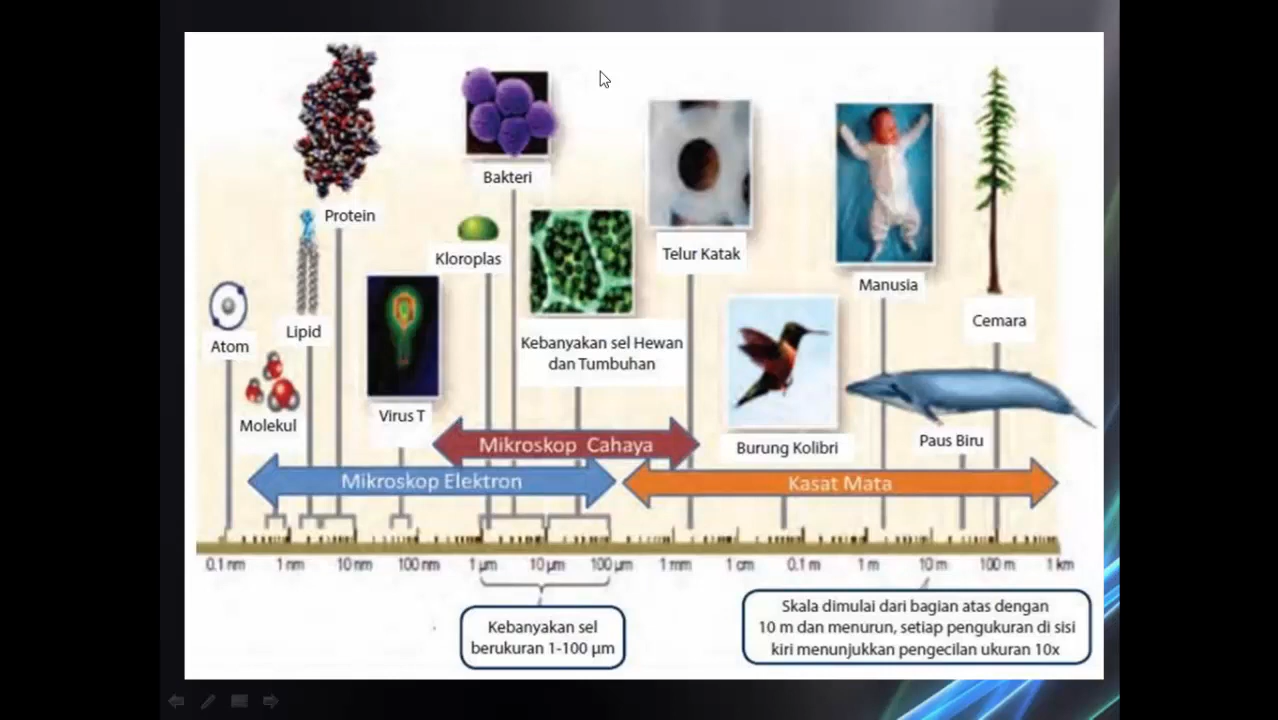 Protein
Bakteri
Kloroplas
Telur Katak
Manusia
Cemara
Atom
Lipid
Kebanyakan sel Hewan
dan Tumbuhan
Molekul
Virus T
Burung Kolibri
Paus Biru
Mikroskop Cahaya
Mikroskop Elektron
Kasat Mata
0.1 nm 1 nm 10 nm 100 nm 1 µm 10 µm 100 µm 1 mm 1 cm 0.1 m 1 m 10 m 100 m 1 km
Kebanyakan sel
berukuran 1-100 µm
Skala dimulai dari bagian atas dengan
10 m dan menurun, setiap pengukuran di sisi
kiri menunjukkan pengecilan ukuran 10x